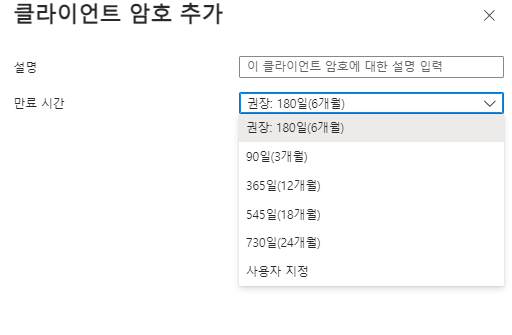 클라이언트 암호 추가
설명
이 클라이언트 암호에 대한 설명 입력
만료 시간
권장: 180일(6개월)
권장: 180일(6개월)
90일(3개월)
365일(12개월)
545일(18개월)
730일(24개월)
사용자 지정